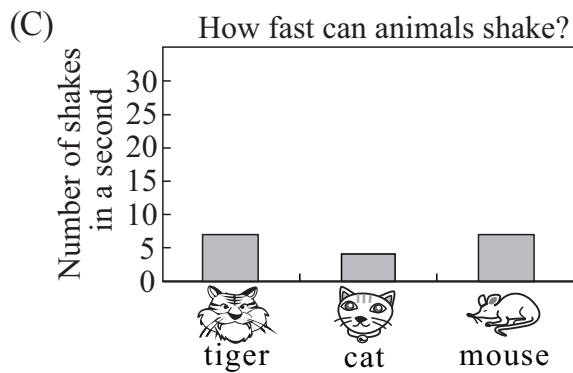 (C)
How fast can animals shake?
Number of shakes
in a second
30
25
20
15
10
5
0
tiger
cat
mouse